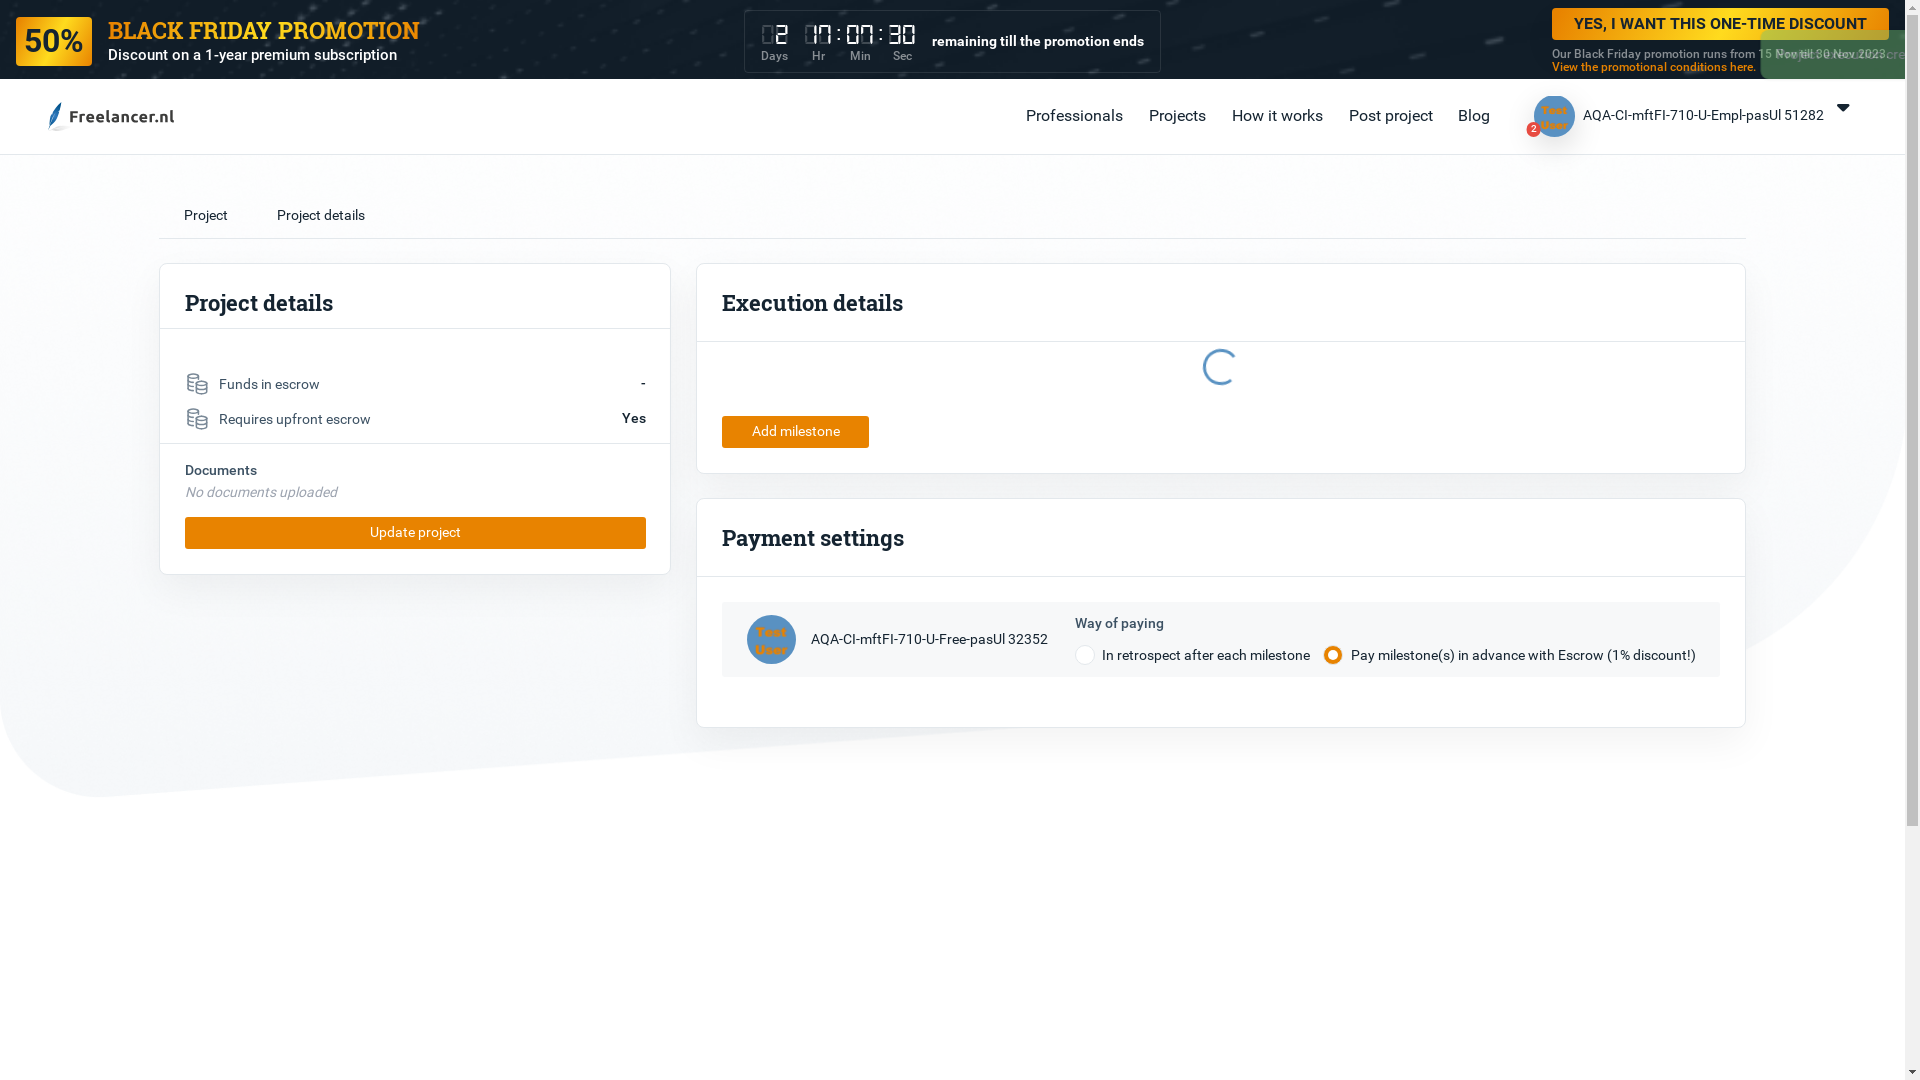 50%
BLACK FRIDAY PROMOTION
Discount on a 1-year premium subscription
2 17:07:30
Days Hr Min Sec
remaining till the promotion ends
YES, I WANT THIS ONE-TIME DISCOUNT
Our Black Friday promotion runs from 15 Nov till 30 Nov 2023.
View the promotional conditions here.
Freelancer.nl
Professionals
Projects
How it works
Post project
Blog
Test
User
2
AQA-CI-mftFI-710-U-Empl-pasUl 51282
Project
Project details
Project details
Funds in escrow -
Requires upfront escrow Yes
Documents
No documents uploaded
Update project
Execution details
Add milestone
Payment settings
Test
User
AQA-CI-mftFI-710-U-Free-pasUl 32352
Way of paying
In retrospect after each milestone
Pay milestone(s) in advance with Escrow (1% discount!)